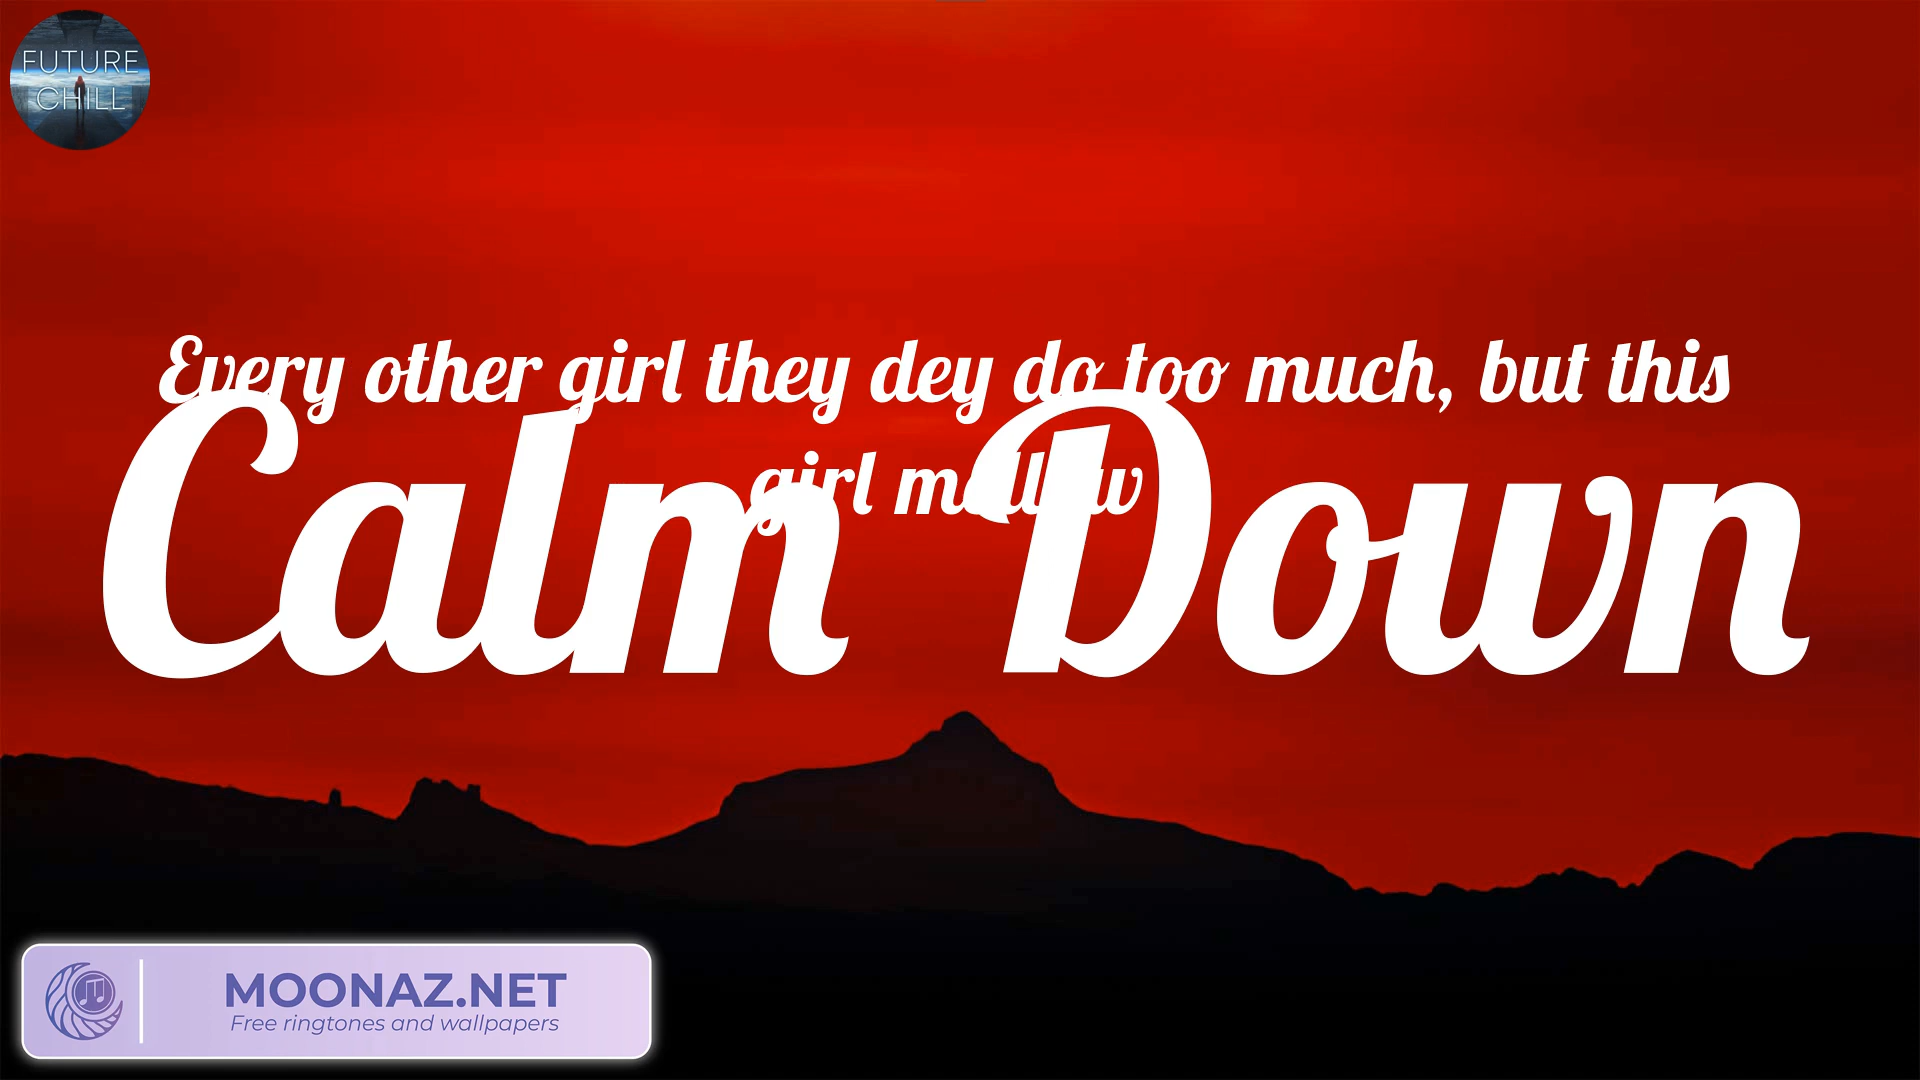 FUTURE
CHILL
Every other girl they dey do too much, but this
girl mellow
Calm Down
MOONAZ.NET
Free ringtones and wallpapers